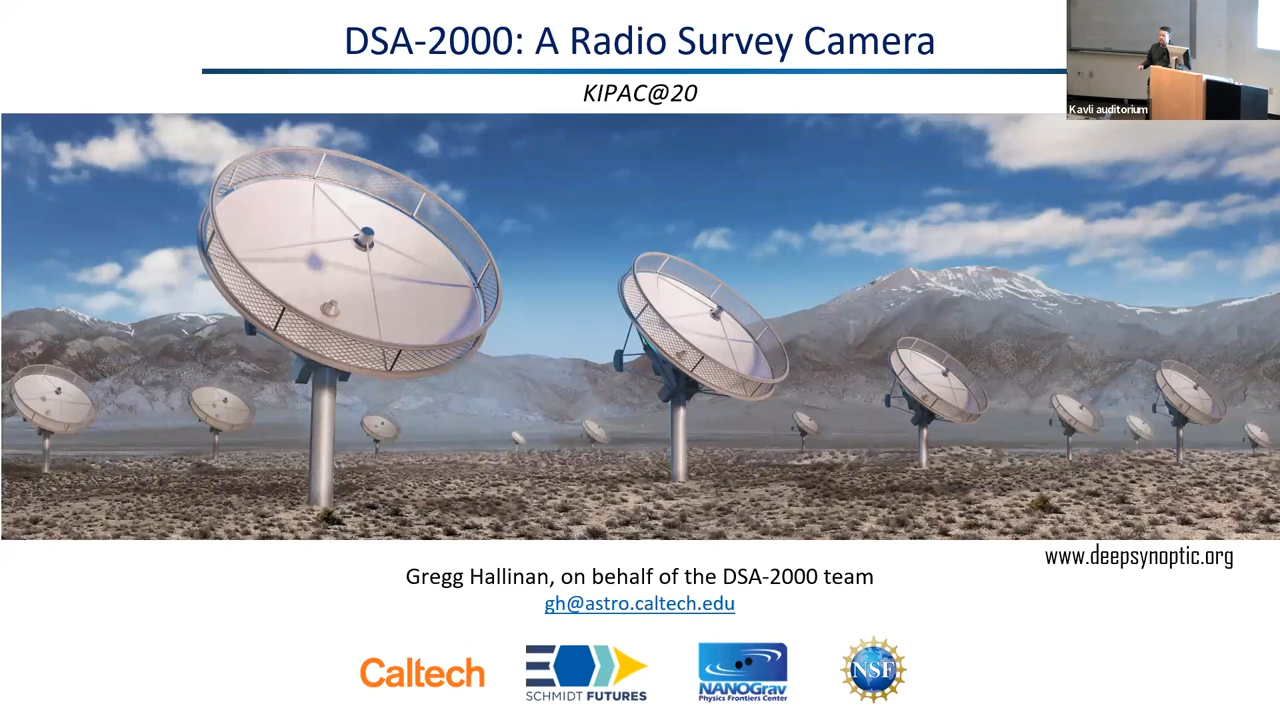 DSA-2000: A Radio Survey Camera
KIPAC@20
Kavli auditorium
www.deepsynoptic.org
Gregg Hallinan, on behalf of the DSA-2000 team
gh@astro.caltech.edu
Caltech
SCHMIDT FUTURES
NANOGrav
Physics Frontiers Center
NSF